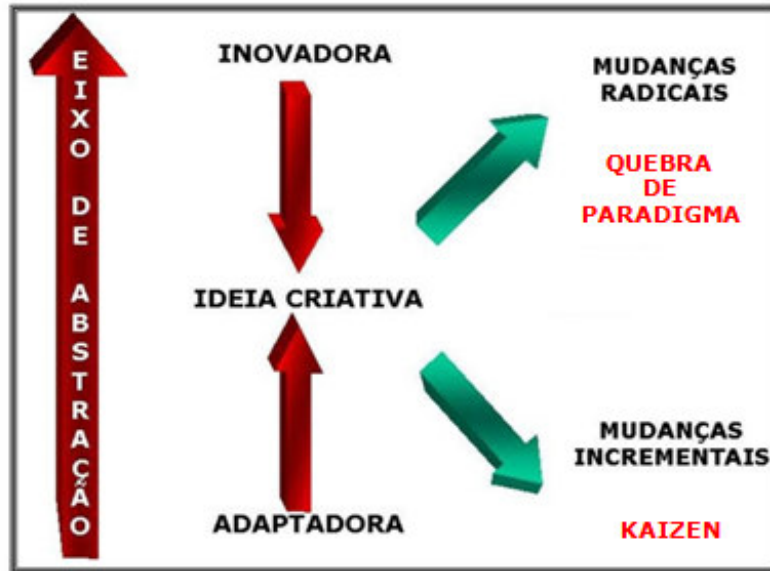 EIXO DE ABSTRAÇÃO
INOVADORA
IDEIA CRIATIVA
ADAPTADORA
MUDANÇAS
RADICAIS
QUEBRA
DE
PARADIGMA
MUDANÇAS
INCREMENTAIS
KAIZEN